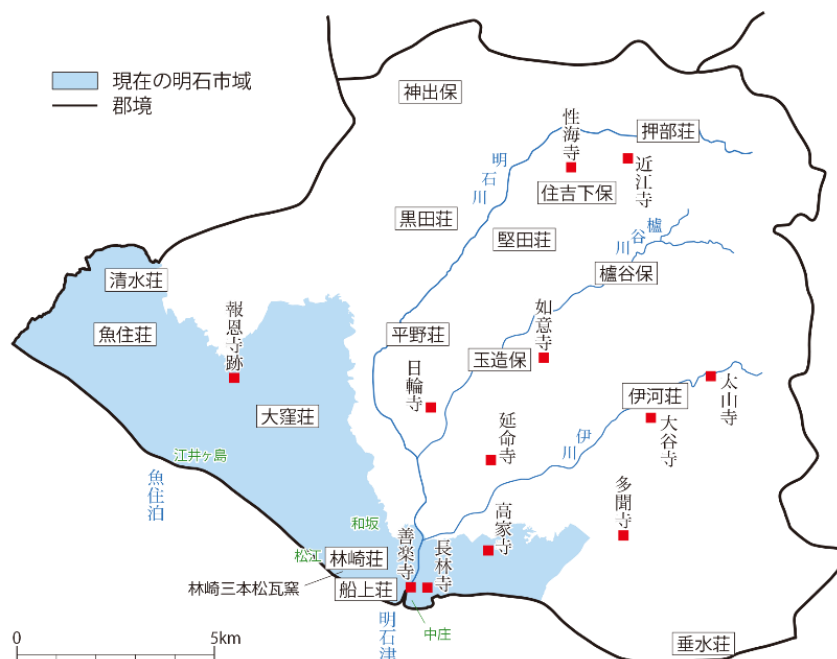 現在の明石市域
郡境
神出保
性海寺
押部荘
近江寺
明石川
住吉下保
黒田荘
堅田荘
櫨谷川
櫨谷保
清水荘
魚住荘
報恩寺跡
平野荘
玉造保
如意寺
日輪寺
伊河荘
太山寺
大窪荘
大谷寺
延命寺
伊川
江井ヶ島
魚住泊
多聞寺
高家寺
和坂
善楽寺
長林寺
松江
林崎荘
林崎三本松瓦窯
船上荘
中庄
明石津
垂水荘
0
5km